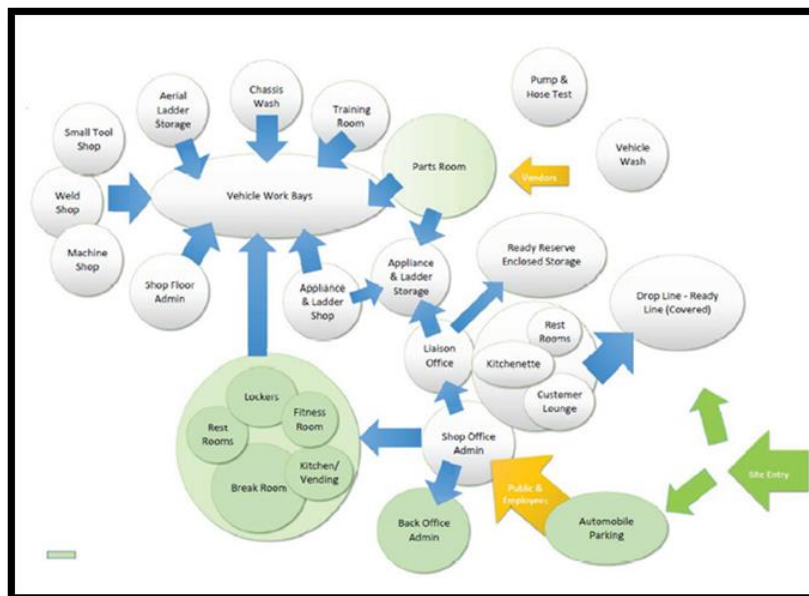 Pump &
Hose Test
Chassis
Wash
Aerial
Ladder
Storage
Training
Room
Small Tool
Shop
Vehicle
Wash
Parts Room
Vendors
Weld
Shop
Vehicle Work Bays
Machine
Shop
Ready Reserve
Enclosed Storage
Shop Floor
Admin
Appliance
& Ladder
Shop
Appliance
& Ladder
Storage
Drop Line - Ready
Line (Covered)
Rest
Rooms
Liaison
Office
Kitchenette
Customer
Lounge
Lockers
Fitness
Room
Rest
Rooms
Shop Office
Admin
Kitchen/
Vending
Break Room
Site Entry
Public &
Employees
Back Office
Admin
Automobile
Parking